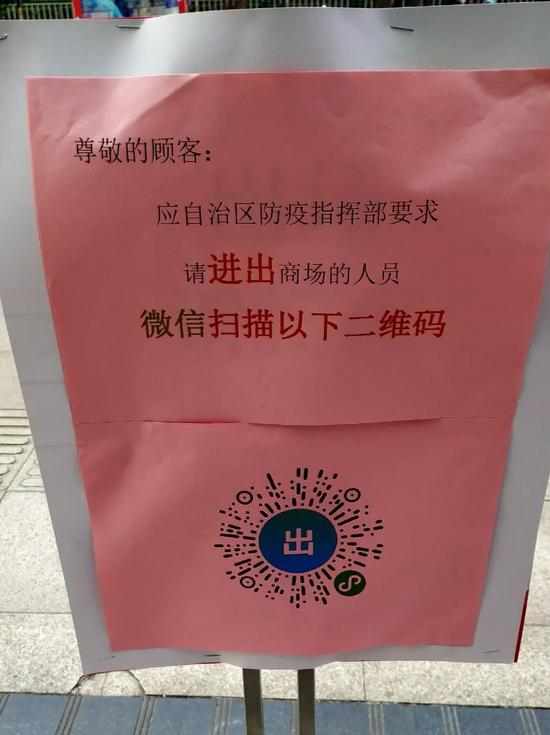 尊敬的顾客：
应自治区防疫指挥部要求
请进出商场的人员
微信扫描以下二维码
出